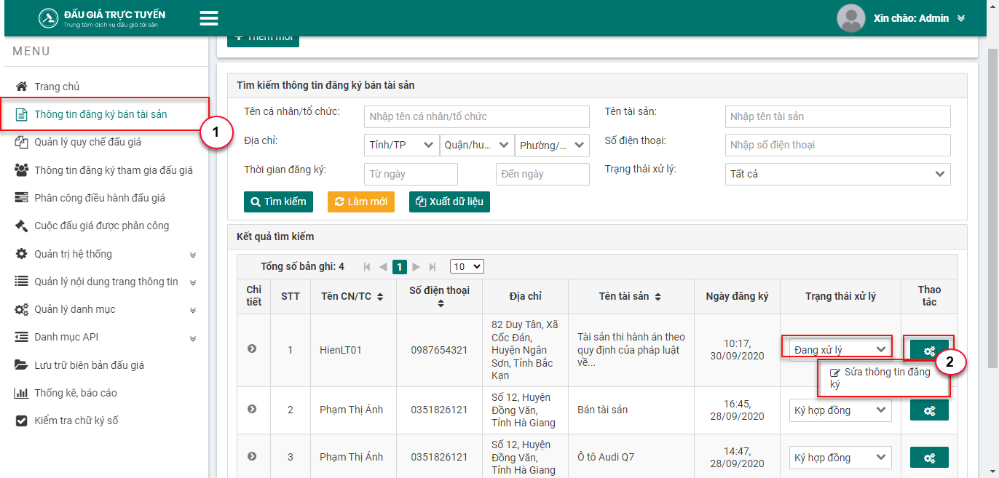 ĐẤU GIÁ TRỰC TUYẾN
Trung tâm dịch vụ đấu giá tài sản
Xin chào: Admin
Thêm mới
MENU
Trang chủ
Thông tin đăng ký bán tài sản
1
Quản lý quy chế đấu giá
Thông tin đăng ký tham gia đấu giá
Phân công điều hành đấu giá
Cuộc đấu giá được phân công
Quản trị hệ thống
Quản lý nội dung trang thông tin
Quản lý danh mục
Danh mục API
Lưu trữ biên bản đấu giá
Thống kê, báo cáo
Kiểm tra chữ ký số
Tìm kiếm thông tin đăng ký bán tài sản
Tên cá nhân/tổ chức: Nhập tên cá nhân/tổ chức Tên tài sản: Nhập tên tài sản
Địa chỉ: Tỉnh/TP Quận/hu... Phường/... Số điện thoại: Nhập số điện thoại
Thời gian đăng ký: Từ ngày Đến ngày Trạng thái xử lý: Tất cả
Tìm kiếm Làm mới Xuất dữ liệu
Kết quả tìm kiếm
Tổng số bản ghi: 4 1 10
Chi tiết STT Tên CN/TC Số điện thoại Địa chỉ Tên tài sản Ngày đăng ký Trạng thái xử lý Thao tác
1 HienLT01 0987654321
82 Duy Tân, Xã
Cốc Đán,
Huyện Ngân
Sơn, Tỉnh Bắc
Kạn
Tài sản thi hành án theo
quy định của pháp luật
về...
10:17,
30/09/2020
Đang xử lý
2
Sửa thông tin đăng
ký
2 Phạm Thị Ánh 0351826121
Số 12, Huyện
Đồng Văn,
Tỉnh Hà Giang
Bán tài sản
16:45,
28/09/2020
Ký hợp đồng
3 Phạm Thị Ánh 0351826121
Số 12, Huyện
Đồng Văn,
Tỉnh Hà Giang
Ô tô Audi Q7
14:47,
28/09/2020
Ký hợp đồng